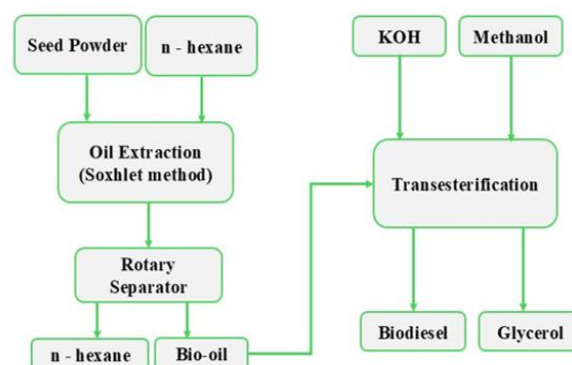 Seed Powder
n - hexane
KOH
Methanol
Oil Extraction
(Soxhlet method)
Transesterification
Rotary
Separator
n - hexane
Bio-oil
Biodiesel
Glycerol